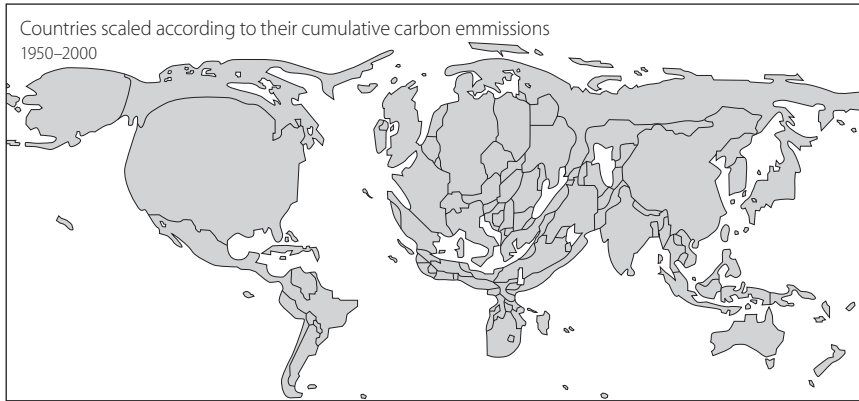 Countries scaled according to their cumulative carbon emmissions
1950–2000